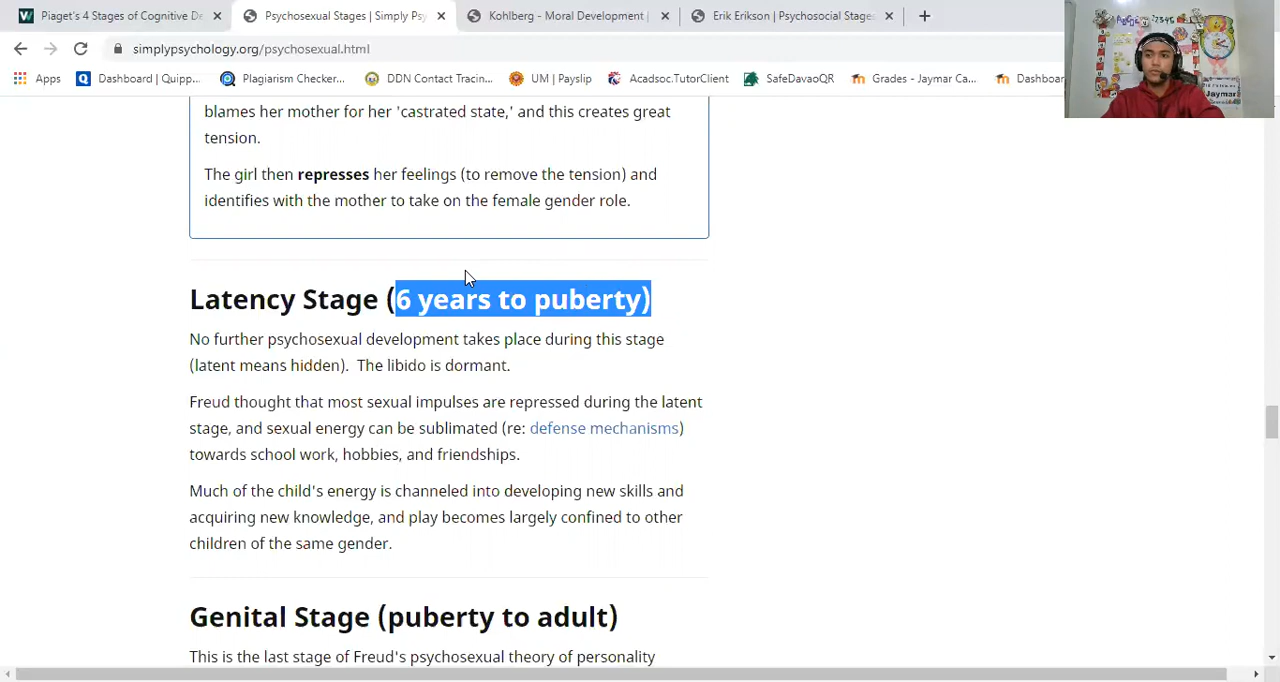 Piaget's 4 Stages of Cognitive De
Psychosexual Stages | Simply Psy
Kohlberg - Moral Development |
Erik Erikson | Psychosocial Stages
simplypsychology.org/psychosexual.html
Apps
Dashboard | Quipp...
Plagiarism Checker...
DDN Contact Tracin...
UM | Payslip
Acadsoc.TutorClient
SafeDavaoQR
Grades - Jaymar Ca...
Dashboar
Jaymar
blames her mother for her 'castrated state,' and this creates great
tension.
The girl then represses her feelings (to remove the tension) and
identifies with the mother to take on the female gender role.
Latency Stage (6 years to puberty)
No further psychosexual development takes place during this stage
(latent means hidden).  The libido is dormant.
Freud thought that most sexual impulses are repressed during the latent
stage, and sexual energy can be sublimated (re: defense mechanisms)
towards school work, hobbies, and friendships.
Much of the child's energy is channeled into developing new skills and
acquiring new knowledge, and play becomes largely confined to other
children of the same gender.
Genital Stage (puberty to adult)
This is the last stage of Freud's psychosexual theory of personality